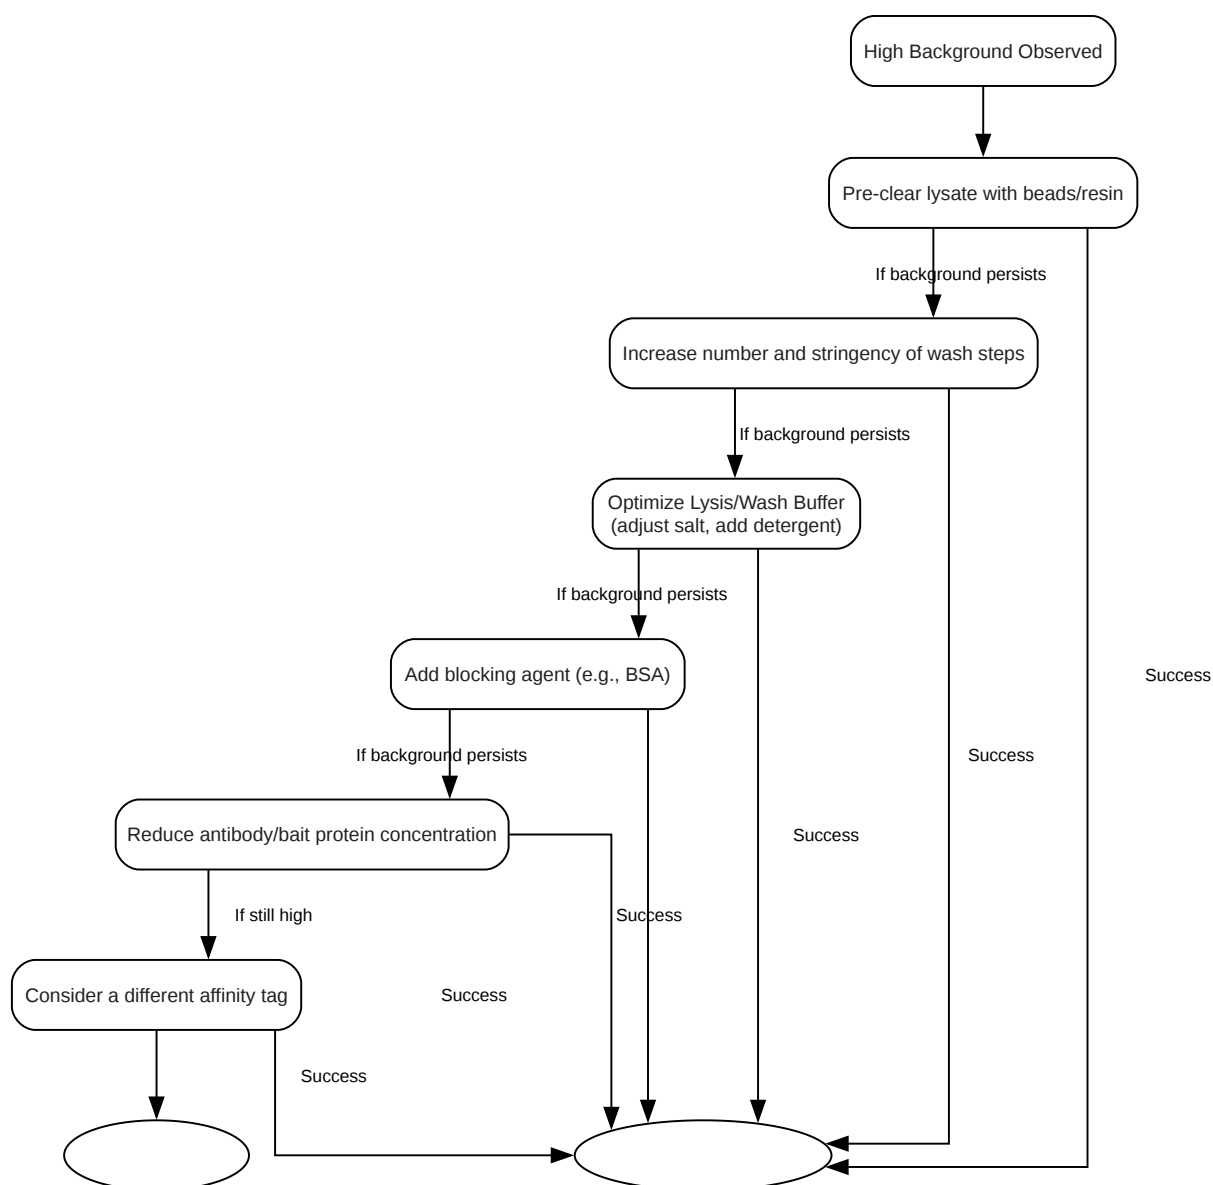 High Background Observed
Pre-clear lysate with beads/resin
If background persists
Increase number and stringency of wash steps
If background persists
Optimize Lysis/Wash Buffer
(adjust salt, add detergent)
If background persists
Add blocking agent (e.g., BSA)
Success
If background persists
Success
Reduce antibody/bait protein concentration
Success
If still high
Success
Consider a different affinity tag
Success
Success